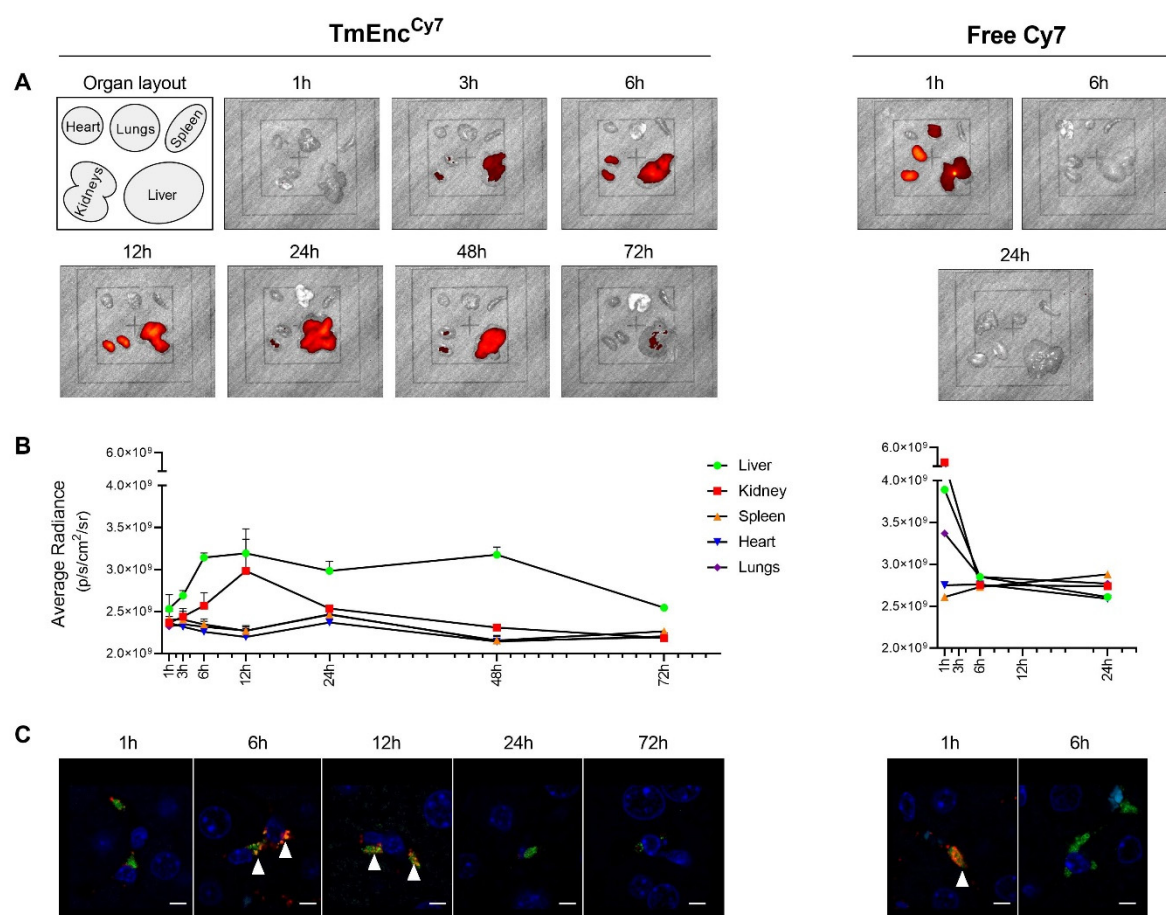 TmEncCy7
Free Cy7
A
Organ layout
1h
3h
6h
1h
6h
Heart
Lungs
Spleen
Kidneys
Liver
12h
24h
48h
72h
24h
B
Average Radiance
(p/s/cm²/sr)
6.0×10⁹
4.0×10⁹
3.5×10⁹
3.0×10⁹
2.5×10⁹
2.0×10⁹
1h
3h
6h
12h
24h
48h
72h
Liver
Kidney
Spleen
Heart
Lungs
6.0×10⁹
4.0×10⁹
3.5×10⁹
3.0×10⁹
2.5×10⁹
2.0×10⁹
1h
3h
6h
12h
24h
C
1h
6h
12h
24h
72h
1h
6h